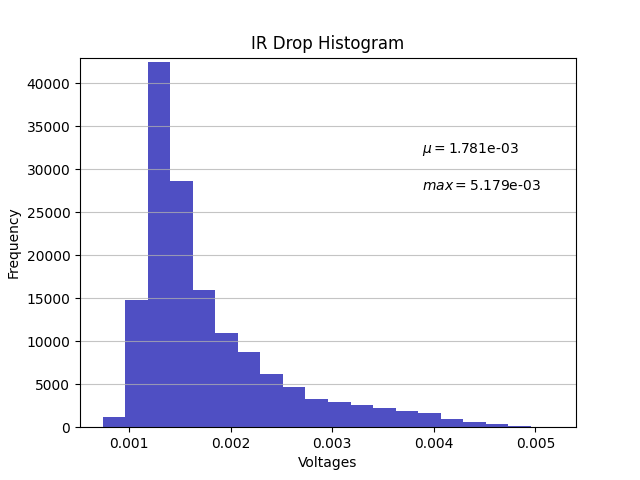 IR Drop Histogram
40000
35000
30000
25000
20000
15000
10000
5000
0
Frequency
μ = 1.781e-03
max = 5.179e-03
0.001 0.002 0.003 0.004 0.005
Voltages